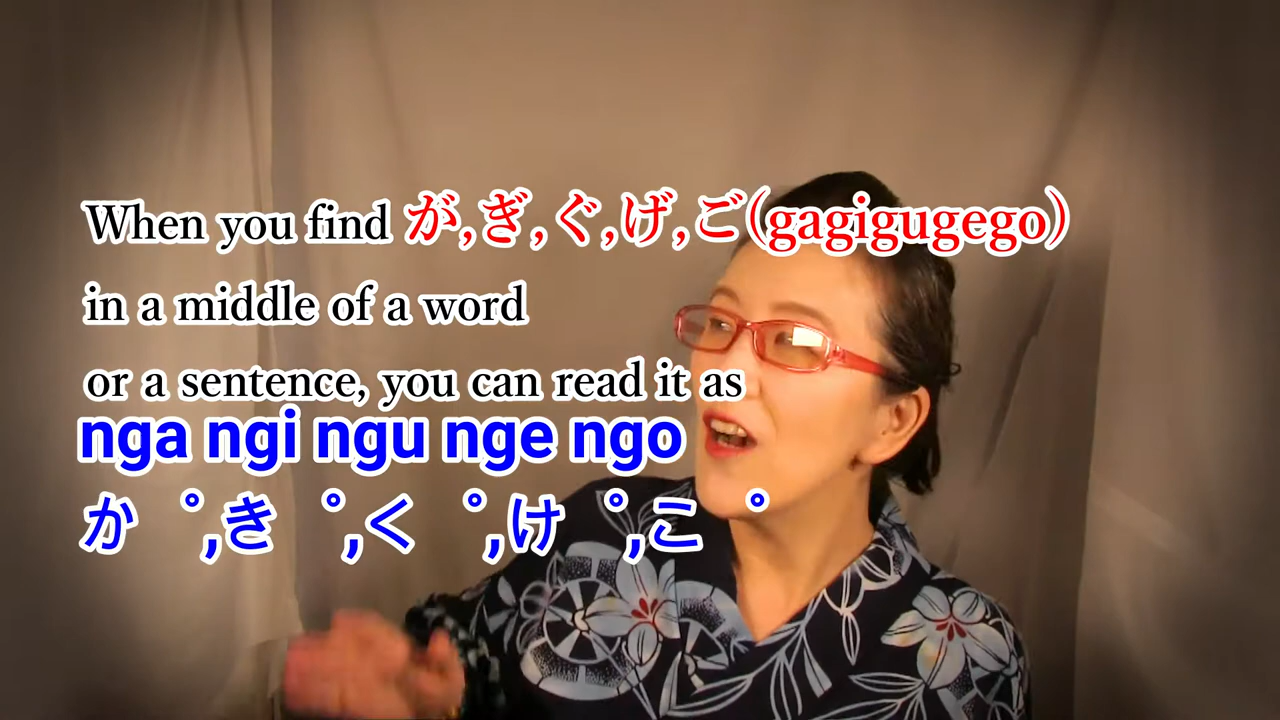 When you find が,ぎ,ぐ,げ,ご(gagigugego)
in a middle of a word
or a sentence, you can read it as
nga ngi ngu nge ngo
か゜,き゜,く゜,け゜,こ゜